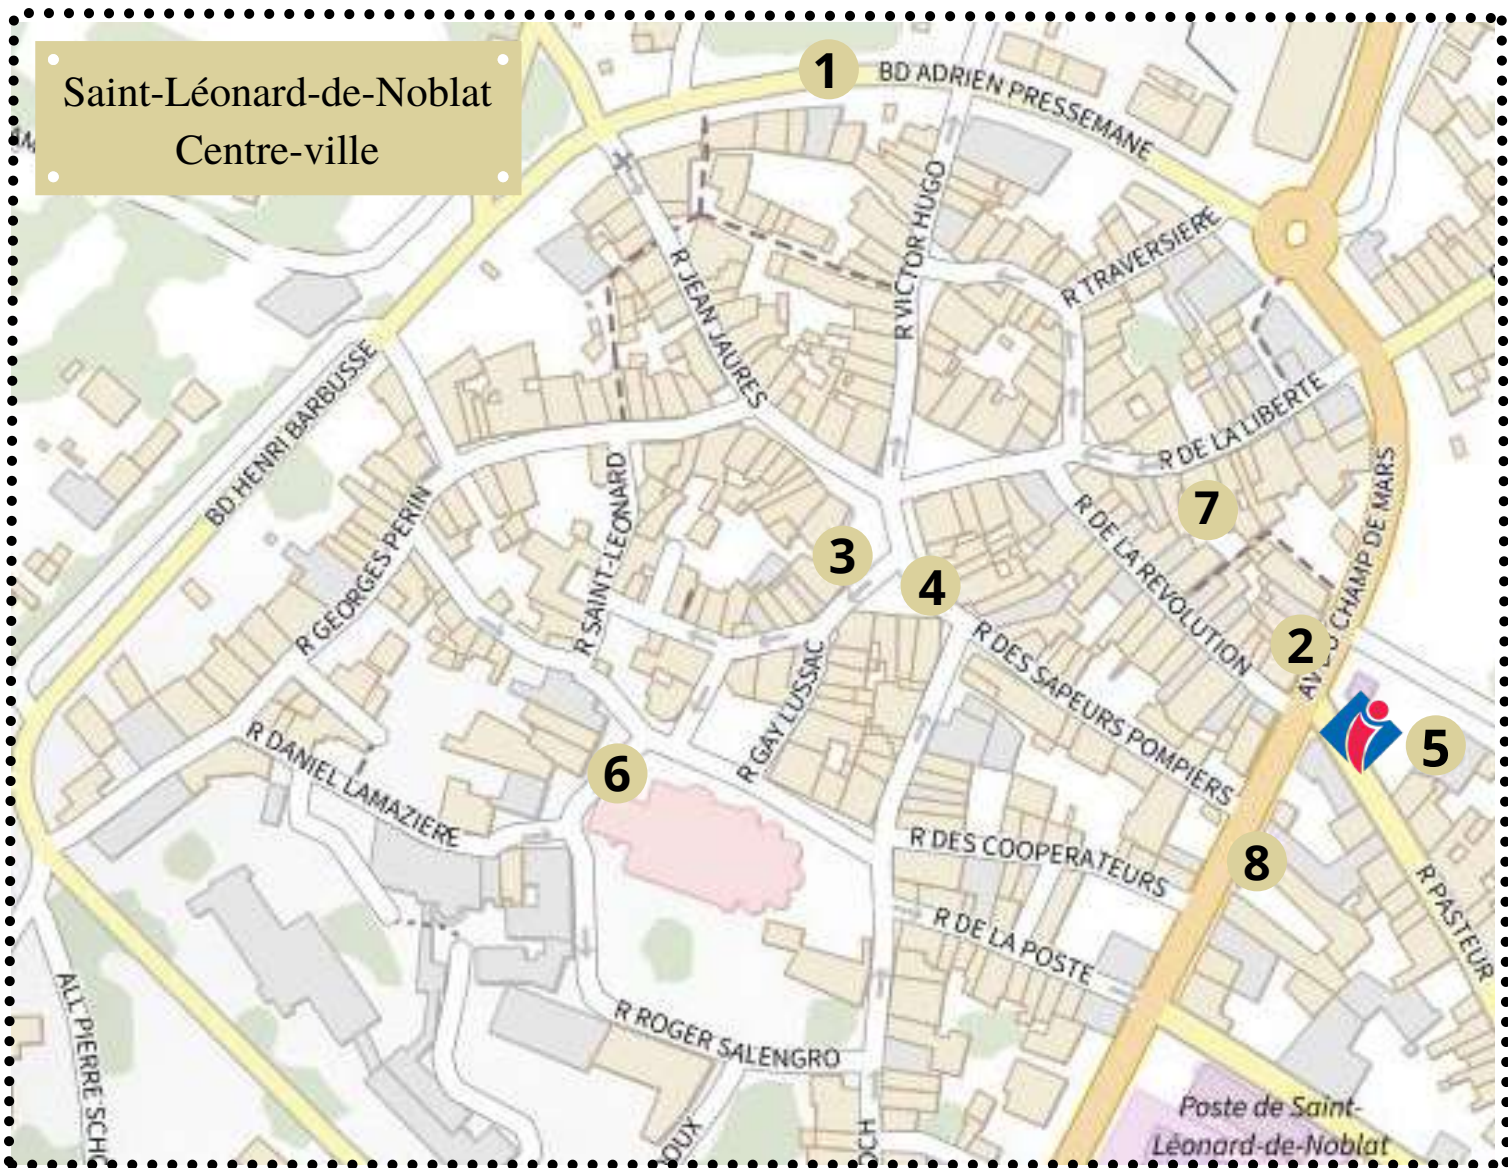 Saint-Léonard-de-Noblat
Centre-ville
1
BD ADRIEN PRESSEMANE
R VICTOR HUGO
R TRAVERSIERE
R JEAN JAURES
BD HENRI BARBUSSE
R DE LA LIBERTE
R SAINT-LEONARD
R GEORGES PERIN
7
3
4
R DE LA REVOLUTION
CHAMP DE MARS
2
R DES SAPEURS POMPIERS
R GAY LUSSAC
5
6
R DANIEL LAMAZIERE
R DES COOPERATEURS
8
R PASTEUR
R DE LA POSTE
ALL PIERRE
R ROGER SALENGRO
Poste de Saint-
Léonard-de-Noblat